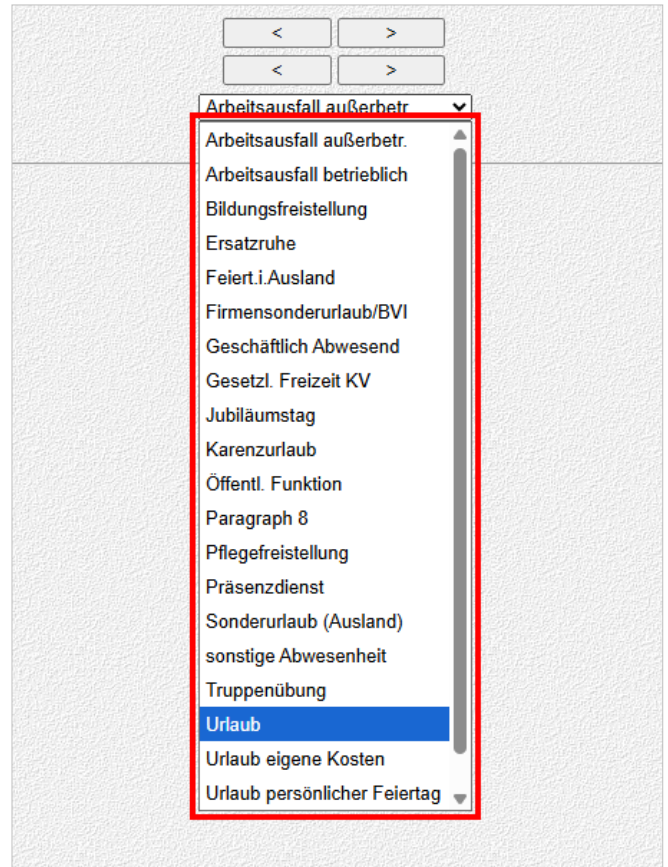 < >
< >
Arbeitsausfall außerbetr
Arbeitsausfall außerbetr.
Arbeitsausfall betrieblich
Bildungsfreistellung
Ersatzruhe
Feiert.i.Ausland
Firmensonderurlaub/BVI
Geschäftlich Abwesend
Gesetzl. Freizeit KV
Jubiläumstag
Karenzurlaub
Öffentl. Funktion
Paragraph 8
Pflegefreistellung
Präsenzdienst
Sonderurlaub (Ausland)
sonstige Abwesenheit
Truppenübung
Urlaub
Urlaub eigene Kosten
Urlaub persönlicher Feiertag